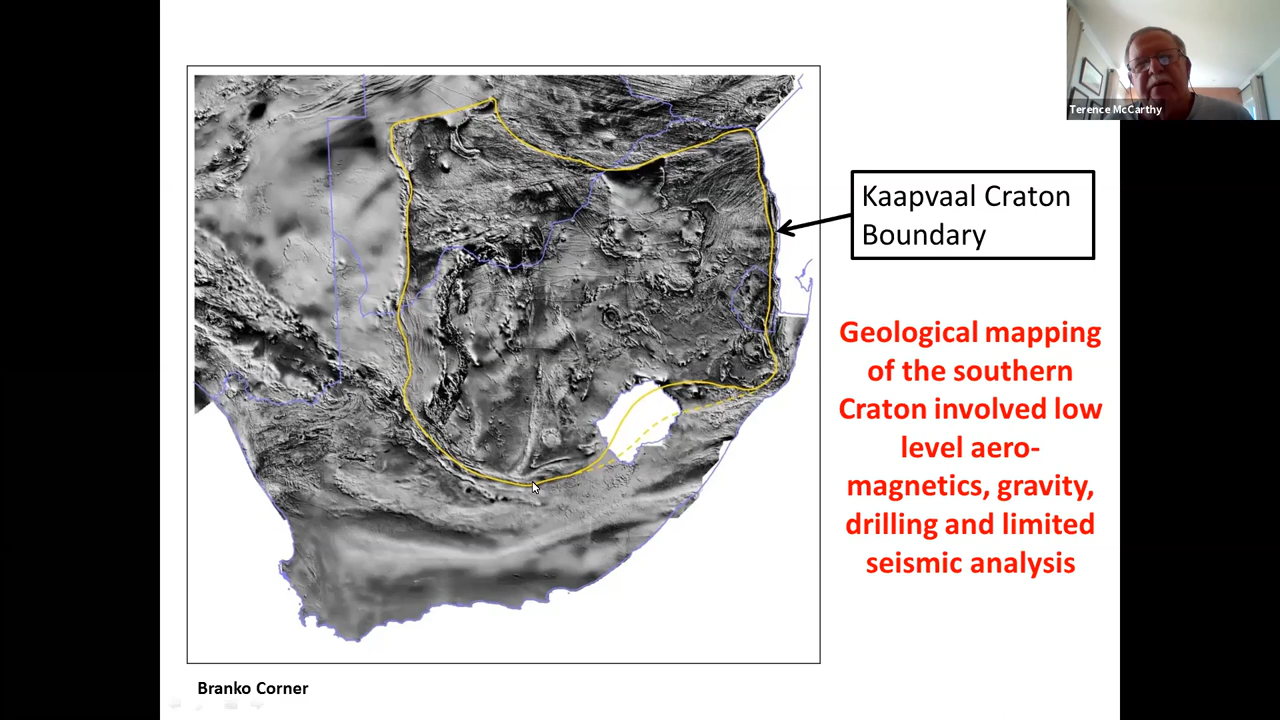 Terence McCarthy
Kaapvaal Craton
Boundary
Geological mapping
of the southern
Craton involved low
level aero-
magnetics, gravity,
drilling and limited
seismic analysis
Branko Corner